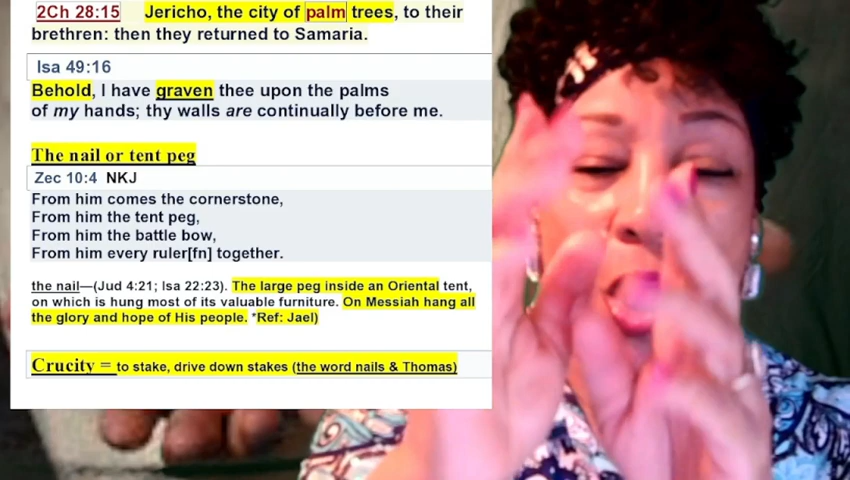 2Ch 28:15 Jericho, the city of palm trees, to their
brethren: then they returned to Samaria.
Isa 49:16
Behold, I have graven thee upon the palms
of my hands; thy walls are continually before me.
The nail or tent peg
Zec 10:4 NKJ
From him comes the cornerstone,
From him the tent peg,
From him the battle bow,
From him every ruler[fn] together.
the nail—(Jud 4:21; Isa 22:23). The large peg inside an Oriental tent,
on which is hung most of its valuable furniture. On Messiah hang all
the glory and hope of His people. *Ref: Jael)
Crucity = to stake, drive down stakes (the word nails & Thomas)